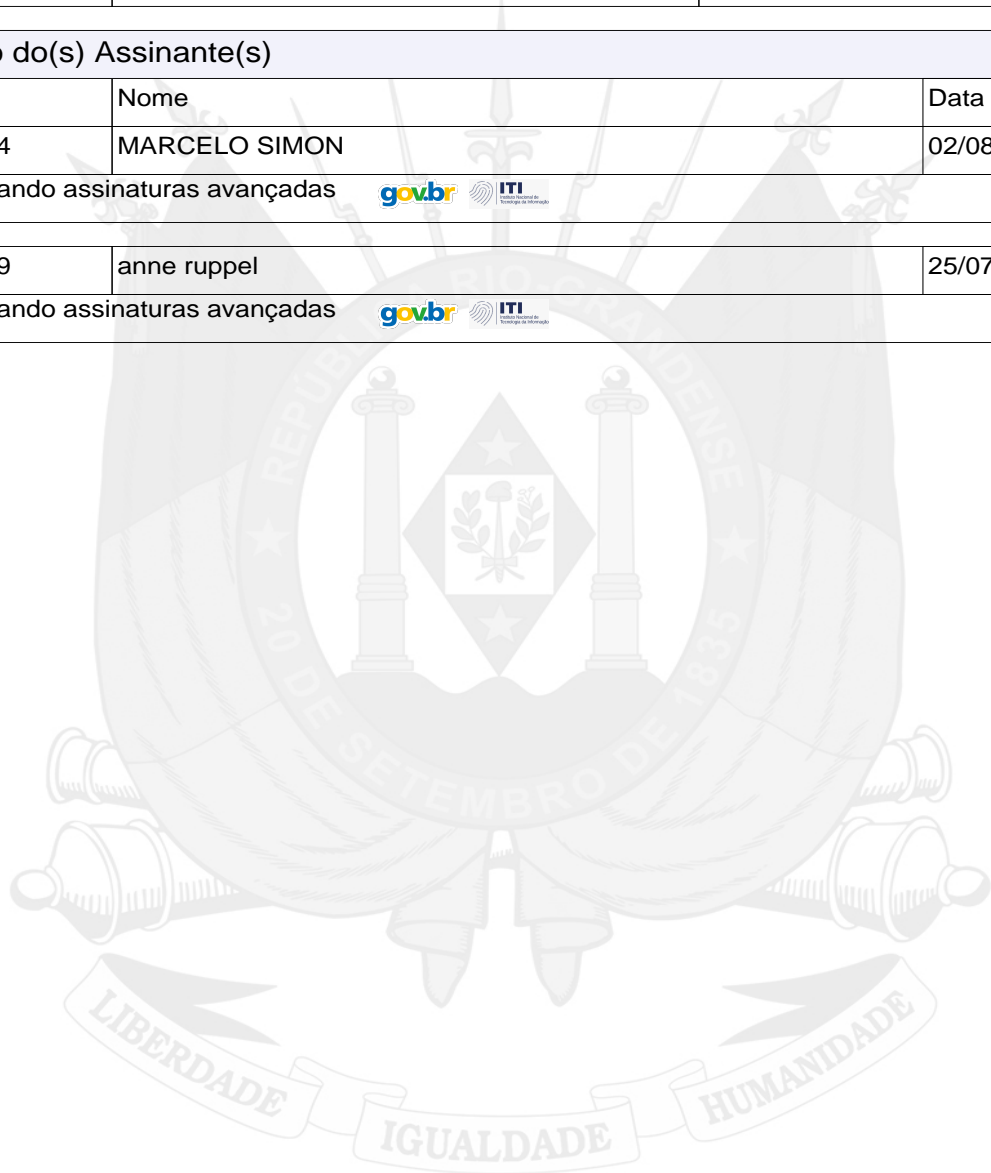 o do(s) Assinante(s)
Nome Data
4 MARCELO SIMON 02/08
ando assinaturas avançadas gov.br ITI
9 anne ruppel 25/07
ando assinaturas avançadas gov.br ITI
REPÚBLICA RIO-GRANDENSE
20 DE SETEMBRO DE 1835
LIBERDADE IGUALDADE HUMANIDADE